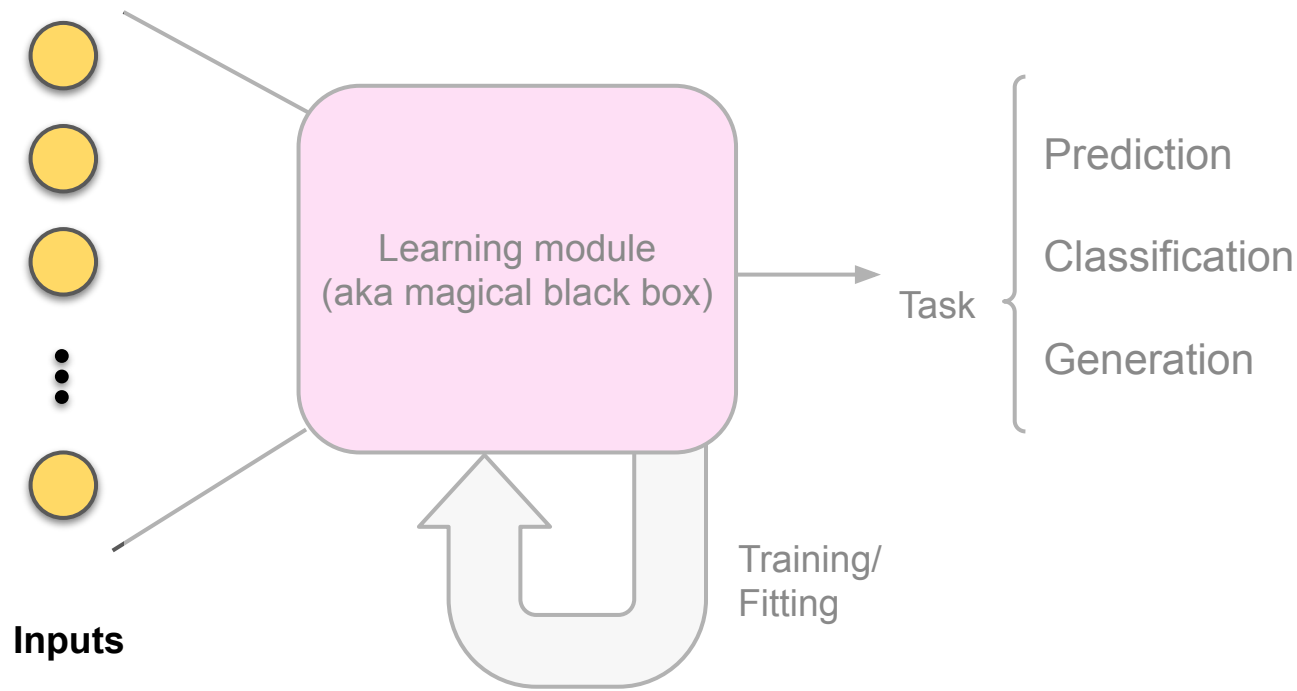 Learning module
(aka magical black box)
Task
Prediction
Classification
Generation
Training/
Fitting
Inputs